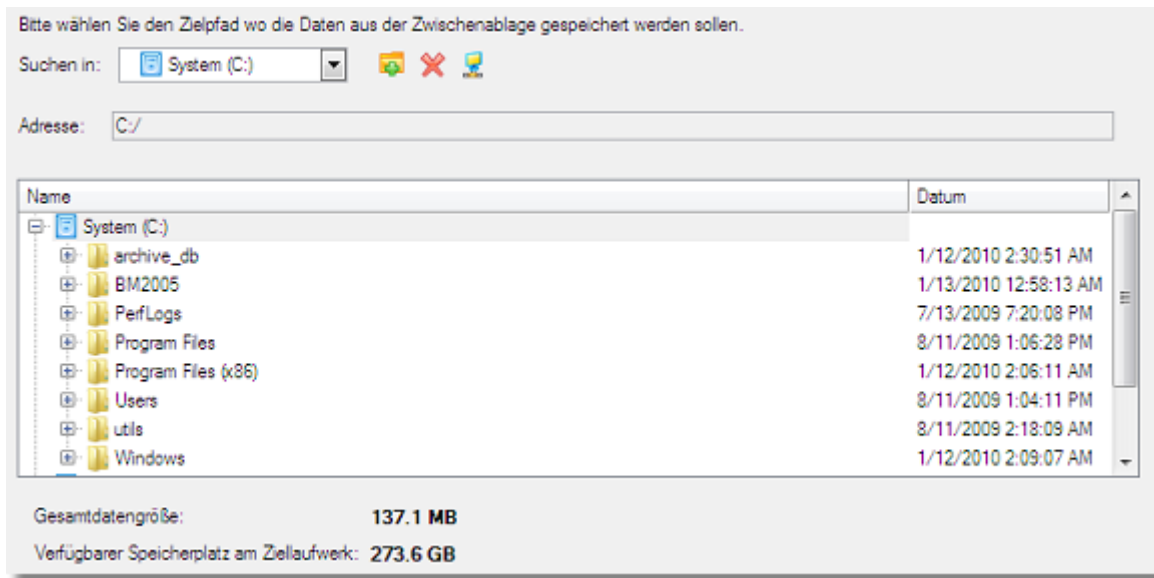 Bitte wählen Sie den Zielpfad wo die Daten aus der Zwischenablage gespeichert werden sollen.
Suchen in: System (C:)
Adresse: C:/
Name Datum
System (C:)
archive_db 1/12/2010 2:30:51 AM
BM2005 1/13/2010 12:58:13 AM
PerfLogs 7/13/2009 7:20:08 PM
Program Files 8/11/2009 1:06:28 PM
Program Files (x86) 1/12/2010 2:06:11 AM
Users 8/11/2009 1:04:11 PM
utils 8/11/2009 2:18:09 AM
Windows 1/12/2010 2:09:07 AM
Gesamtdatengröße: 137.1 MB
Verfügbarer Speicherplatz am Ziellaufwerk: 273.6 GB